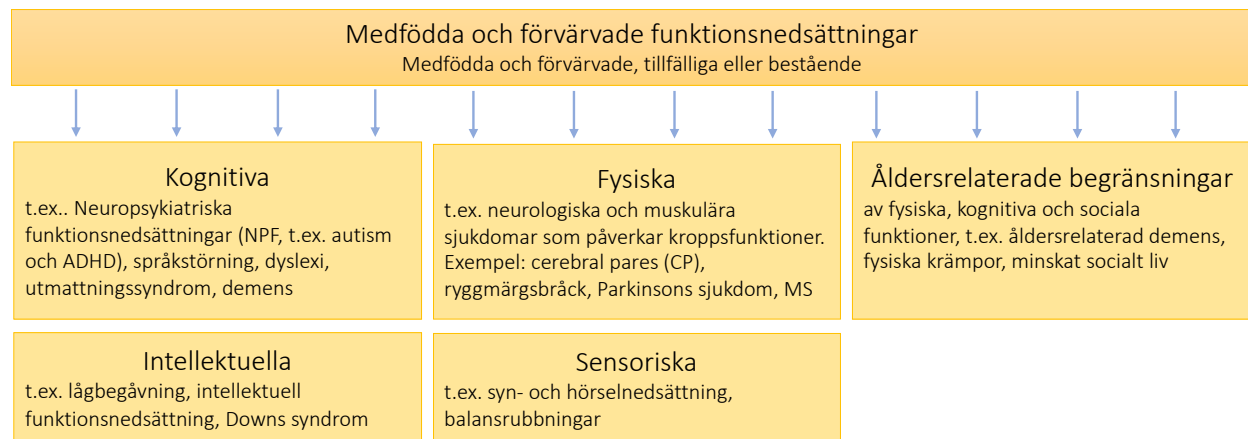 Medfödda och förvärvade funktionsnedsättningar
Medfödda och förvärvade, tillfälliga eller bestående
Kognitiva
t.ex.. Neuropsykiatriska
funktionsnedsättningar (NPF, t.ex. autism
och ADHD), språkstörning, dyslexi,
utmattningssyndrom, demens
Fysiska
t.ex. neurologiska och muskulära
sjukdomar som påverkar kroppsfunktioner.
Exempel: cerebral pares (CP),
ryggmärgsbråck, Parkinsons sjukdom, MS
Åldersrelaterade begränsningar
av fysiska, kognitiva och sociala
funktioner, t.ex. åldersrelaterad demens,
fysiska krämpor, minskat socialt liv
Intellektuella
t.ex. lågbegåvning, intellektuell
funktionsnedsättning, Downs syndrom
Sensoriska
t.ex. syn- och hörselnedsättning,
balansrubbningar